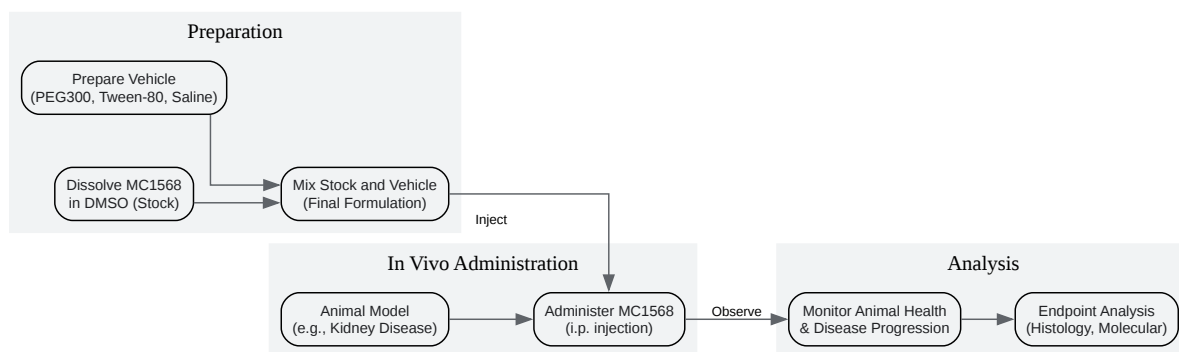 Preparation
Prepare Vehicle
(PEG300, Tween-80, Saline)
Dissolve MC1568
in DMSO (Stock)
Mix Stock and Vehicle
(Final Formulation)
Inject
In Vivo Administration
Animal Model
(e.g., Kidney Disease)
Administer MC1568
(i.p. injection)
Observe
Analysis
Monitor Animal Health
& Disease Progression
Endpoint Analysis
(Histology, Molecular)